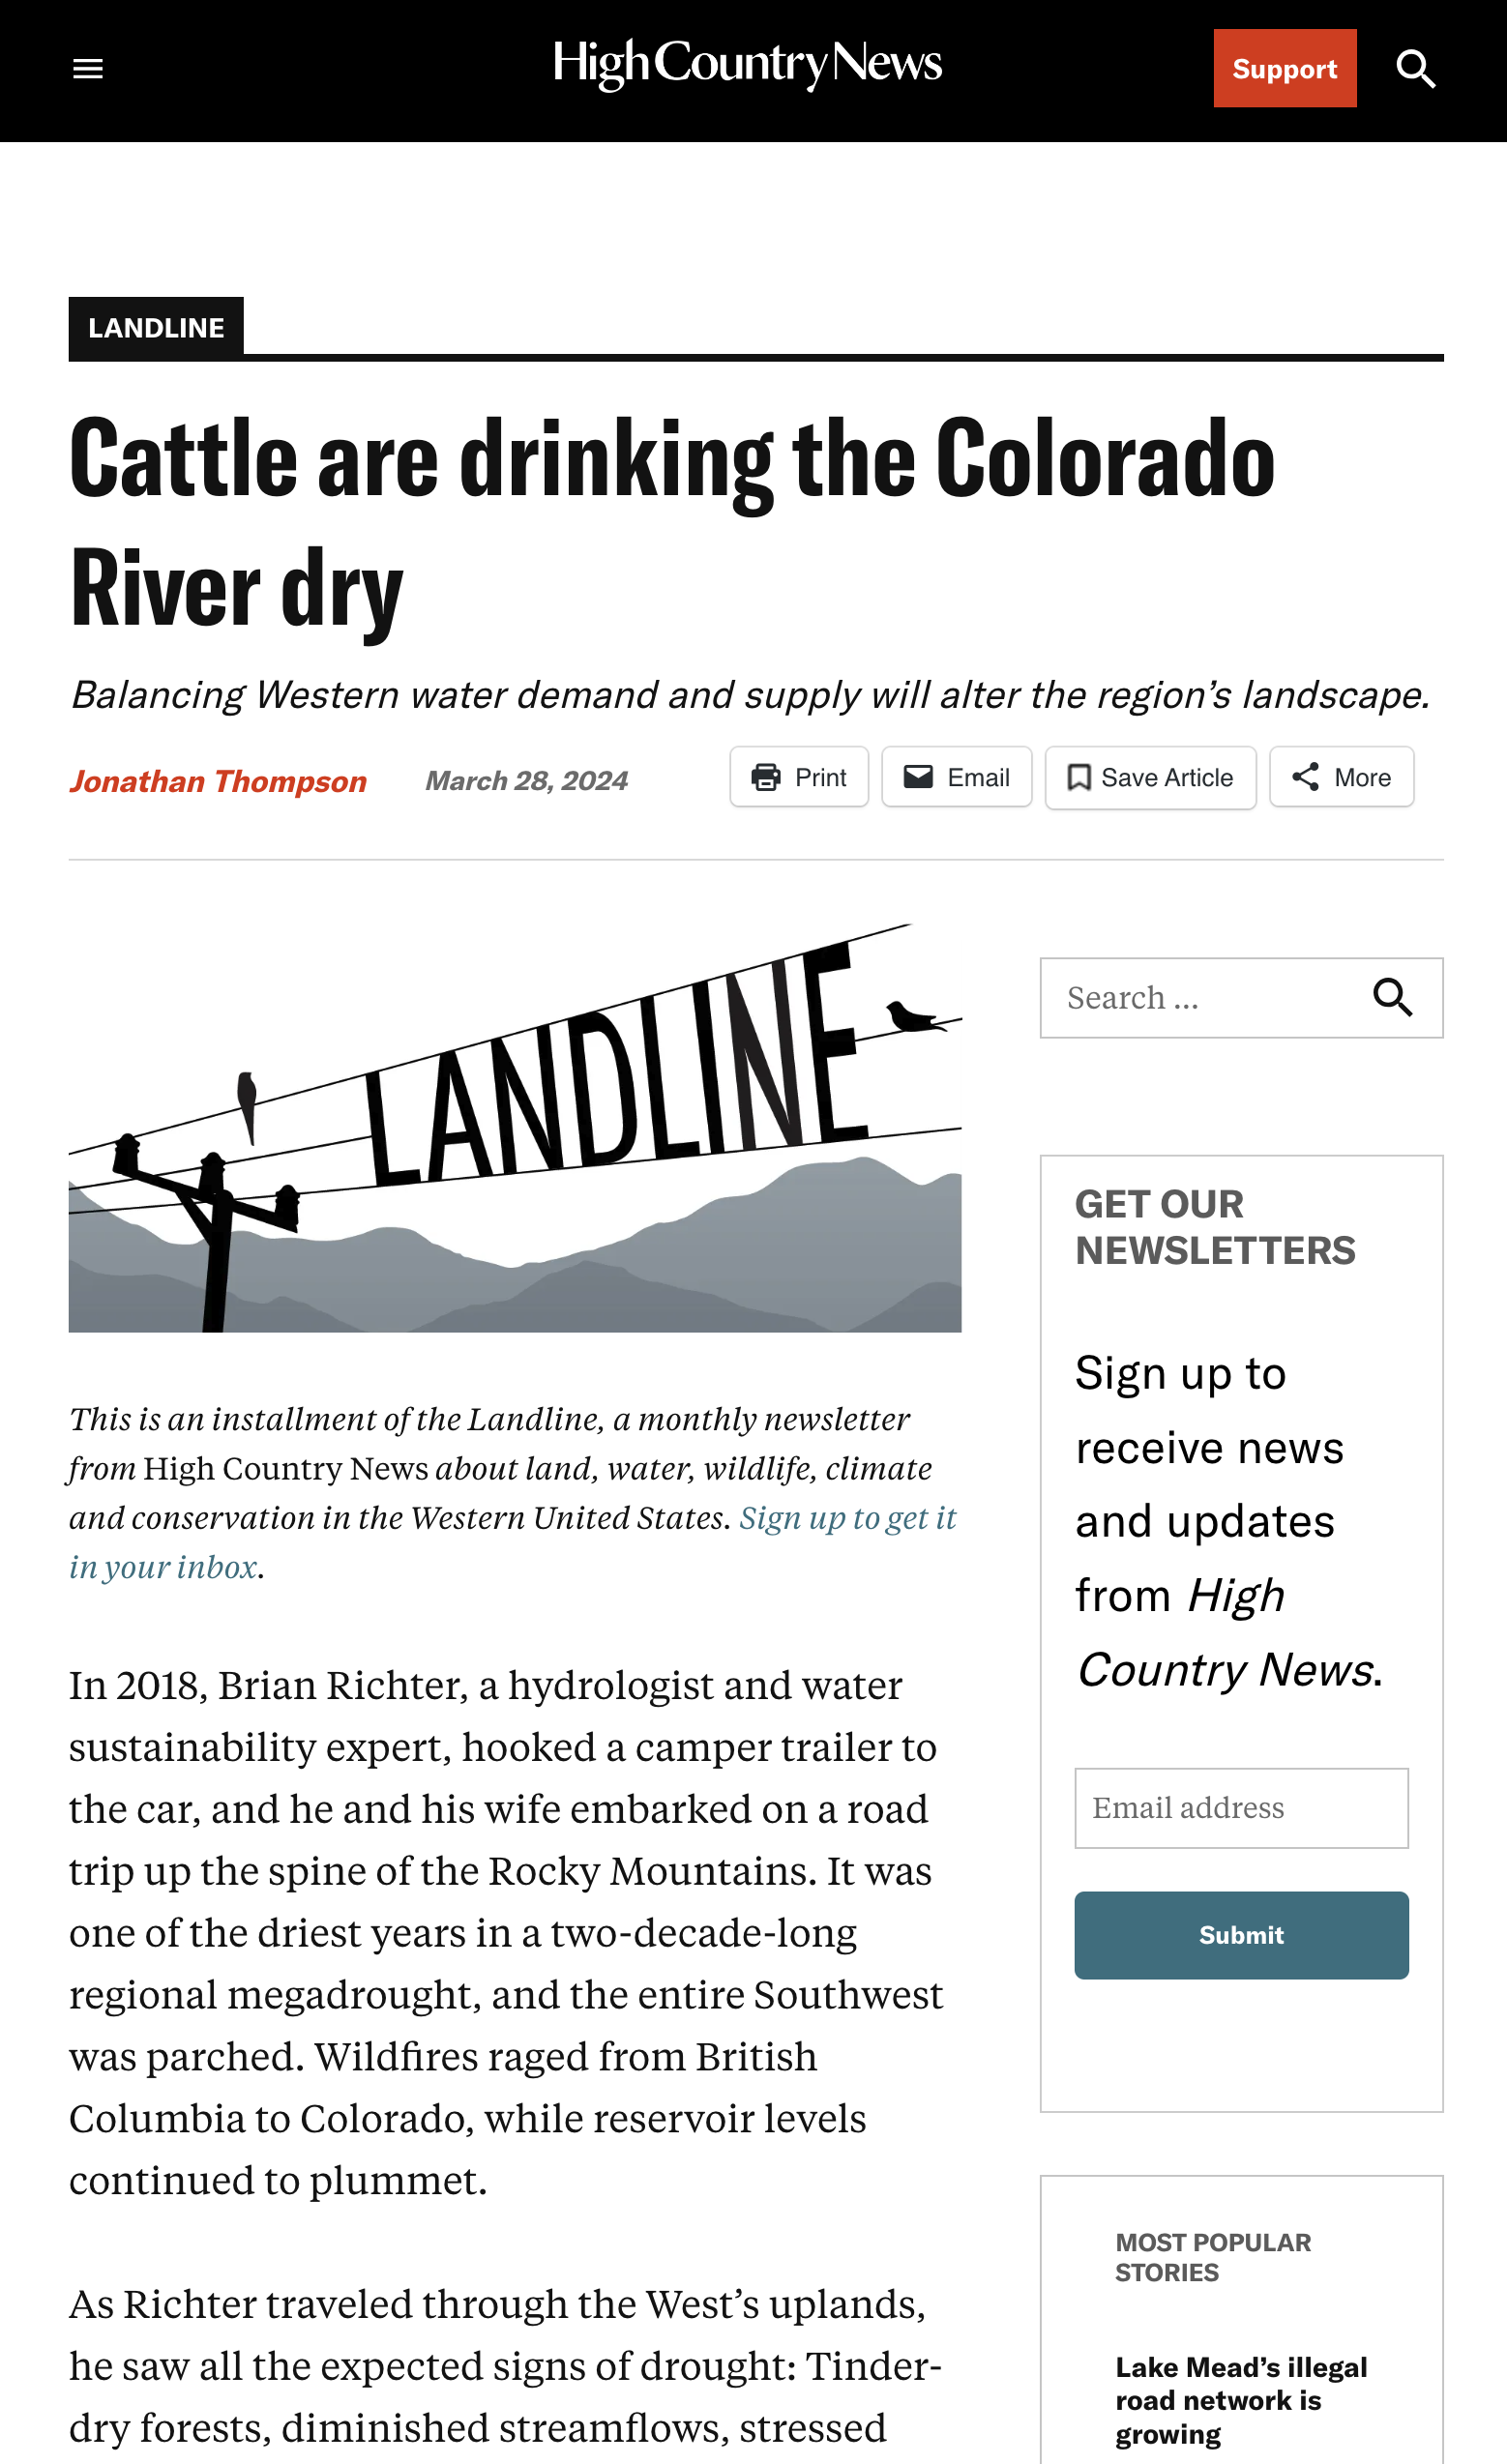 High Country News
Support
LANDLINE
Cattle are drinking the Colorado
River dry
Balancing Western water demand and supply will alter the region’s landscape.
Jonathan Thompson
March 28, 2024
Print
Email
Save Article
More
LANDLINE
This is an installment of the Landline, a monthly newsletter
from High Country News about land, water, wildlife, climate
and conservation in the Western United States. Sign up to get it
in your inbox.
In 2018, Brian Richter, a hydrologist and water
sustainability expert, hooked a camper trailer to
the car, and he and his wife embarked on a road
trip up the spine of the Rocky Mountains. It was
one of the driest years in a two-decade-long
regional megadrought, and the entire Southwest
was parched. Wildfires raged from British
Columbia to Colorado, while reservoir levels
continued to plummet.
As Richter traveled through the West’s uplands,
he saw all the expected signs of drought: Tinder-
dry forests, diminished streamflows, stressed
Search ...
GET OUR
NEWSLETTERS
Sign up to
receive news
and updates
from High
Country News.
Email address
Submit
MOST POPULAR
STORIES
Lake Mead’s illegal
road network is
growing